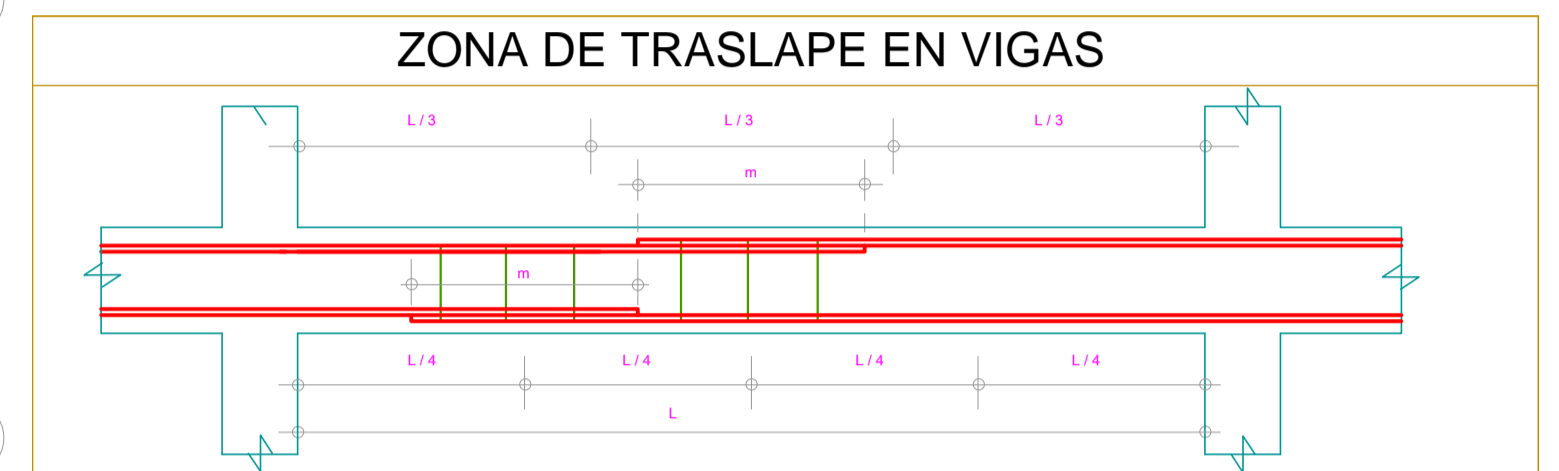 ZONA DE TRASLAPE EN VIGAS
L / 3 L / 3 L / 3
m
m
L / 4 L / 4 L / 4 L / 4
L